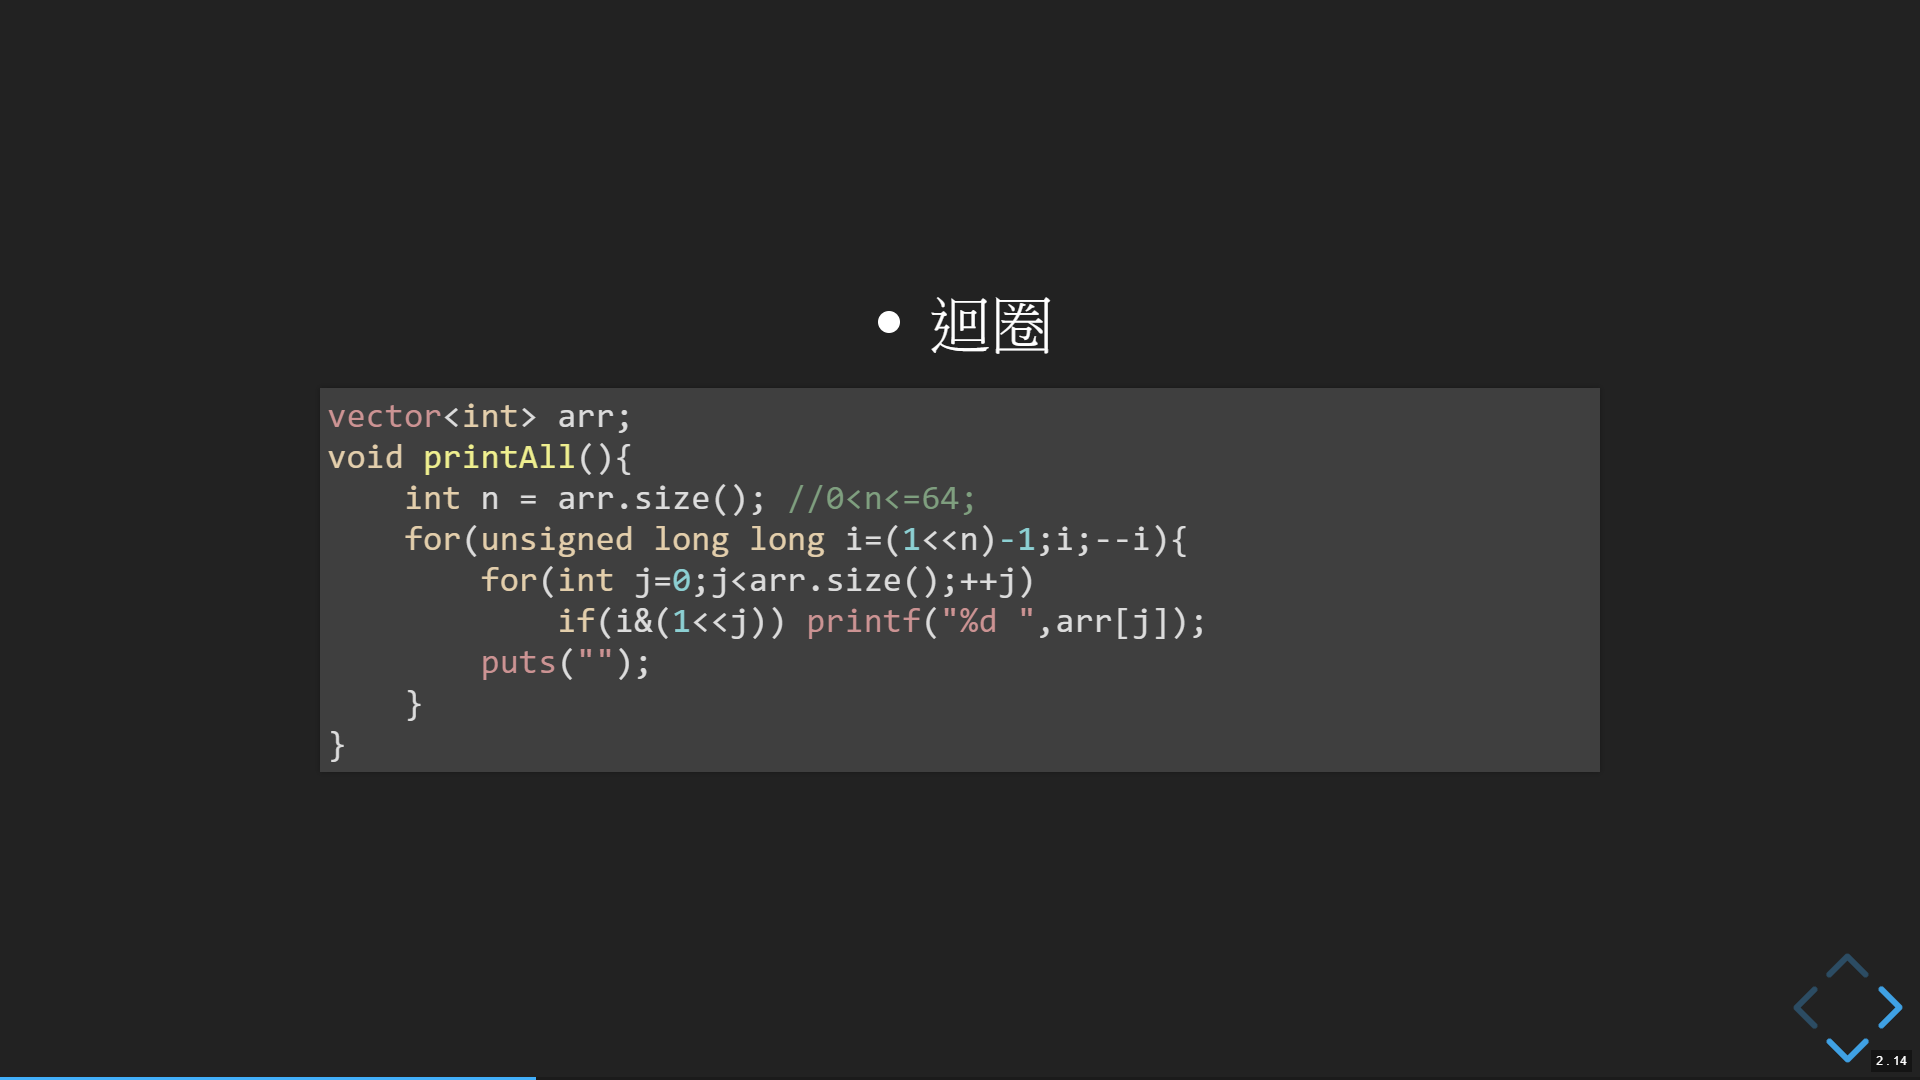 • 迴圈
vector<int> arr;
void printAll(){
    int n = arr.size(); //0<n<=64;
    for(unsigned long long i=(1<<n)-1;i;--i){
        for(int j=0;j<arr.size();++j)
            if(i&(1<<j)) printf("%d ",arr[j]);
        puts("");
    }
}
2.14